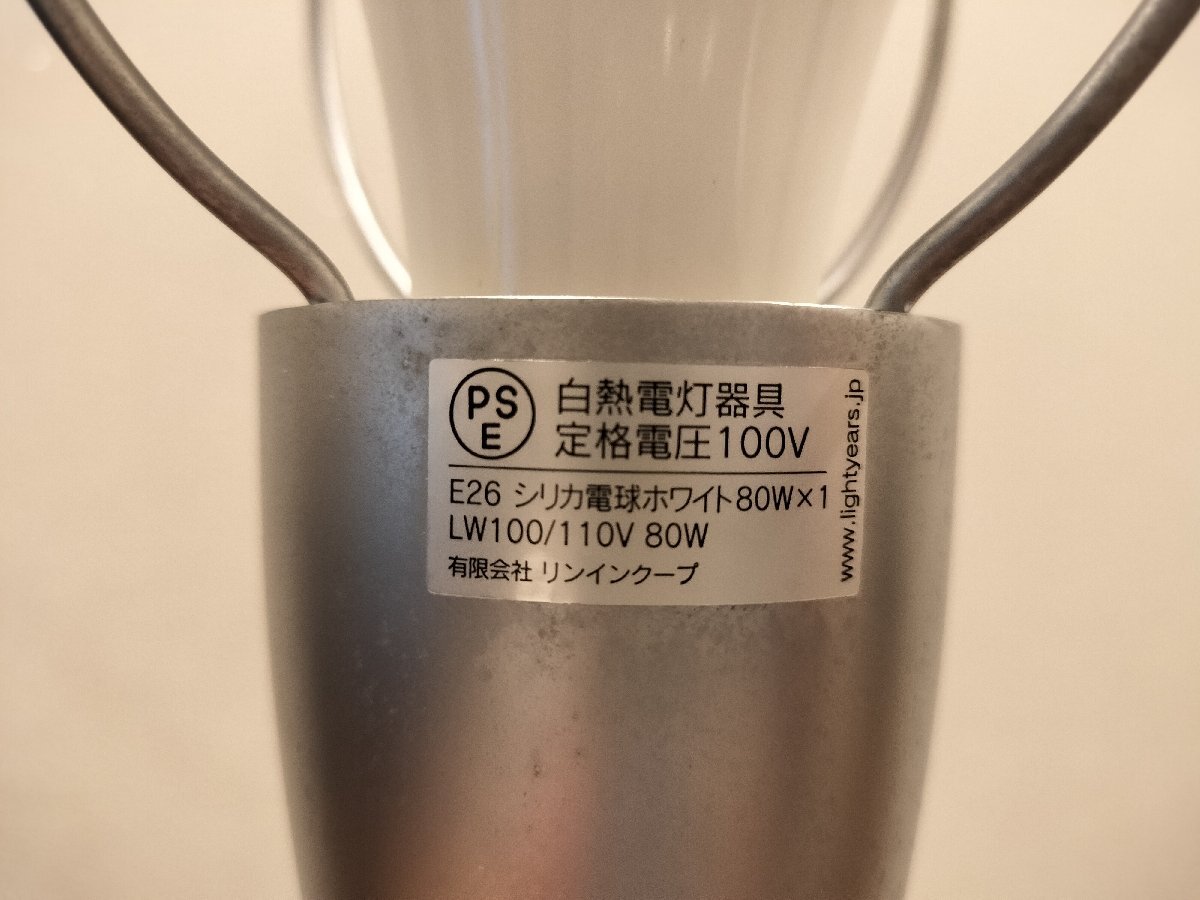 PS
E
白熱電灯器具
定格電圧100V
E26 シリカ電球ホワイト80W×1
LW100/110V 80W
有限会社 リンインクープ
www.lightyears.jp